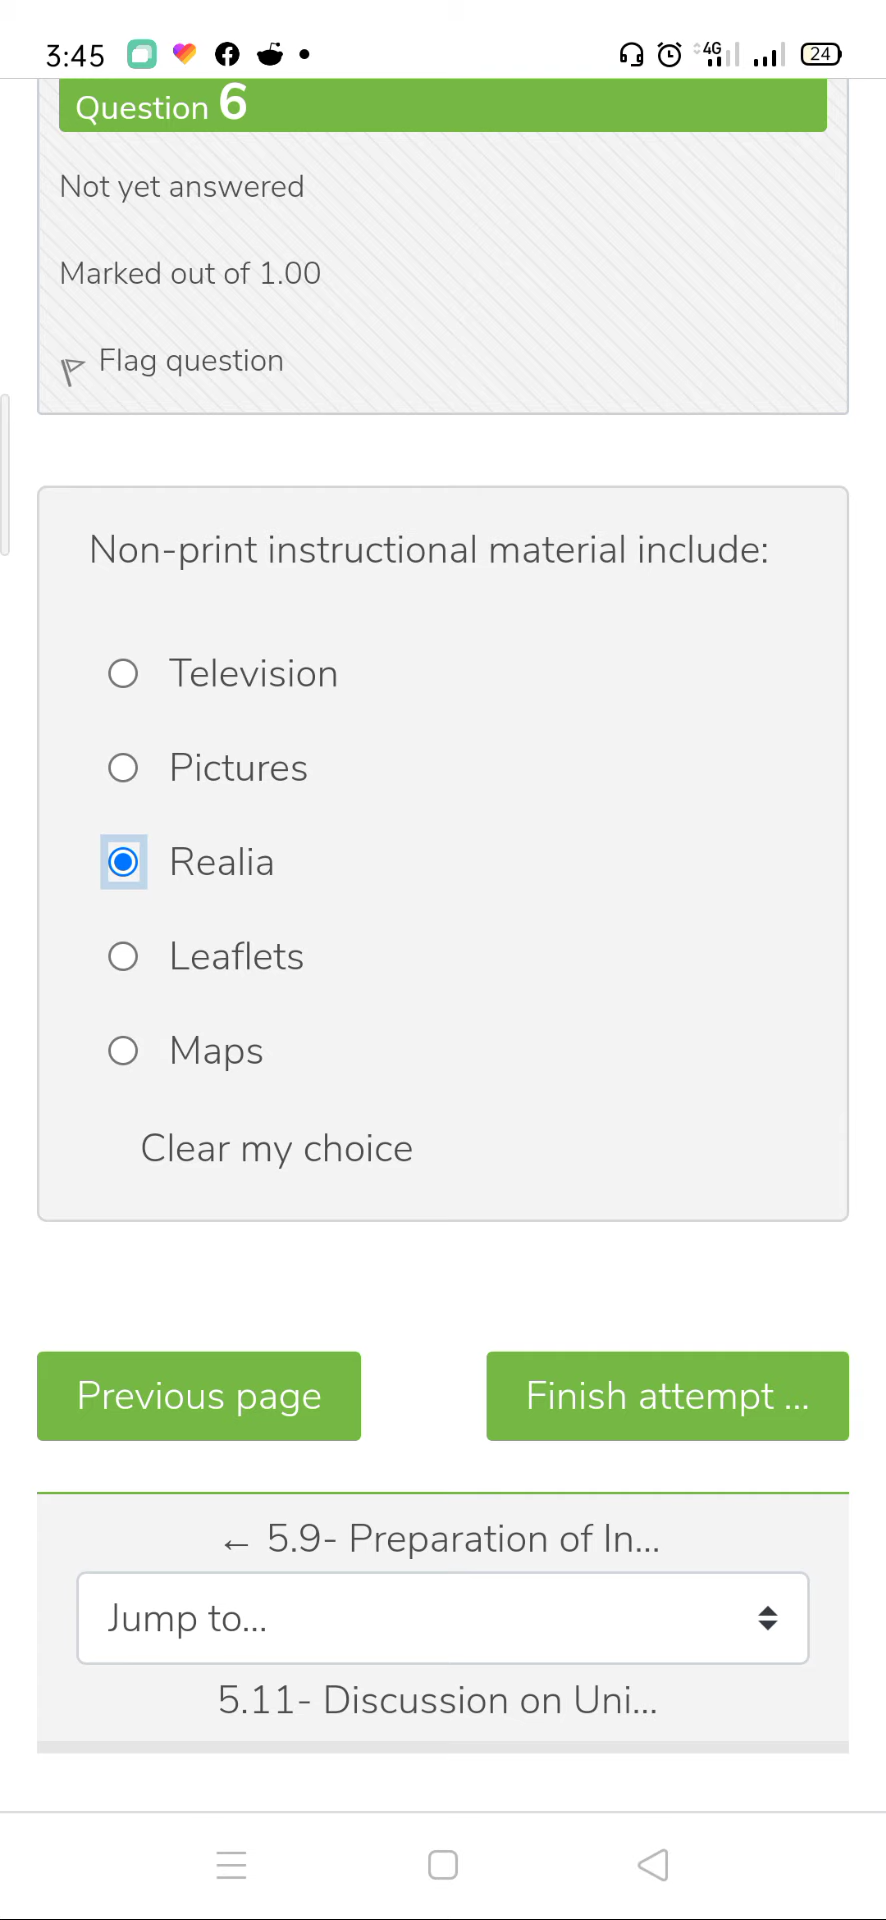 3:45 4G 24
Question 6
Not yet answered
Marked out of 1.00
Flag question
Non-print instructional material include:
Television
Pictures
Realia
Leaflets
Maps
Clear my choice
Previous page
Finish attempt ...
← 5.9- Preparation of In...
Jump to...
5.11- Discussion on Uni...